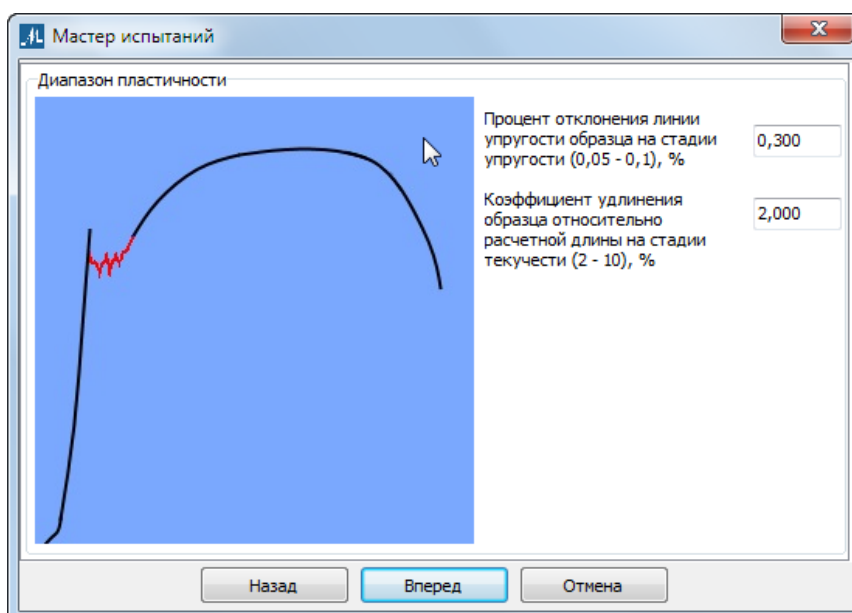 Мастер испытаний
Диапазон пластичности
Процент отклонения линии
упругости образца на стадии
упругости (0,05 - 0,1), %
0,300
Коэффициент удлинения
образца относительно
расчетной длины на стадии
текучести (2 - 10), %
2,000
Назад
Вперед
Отмена